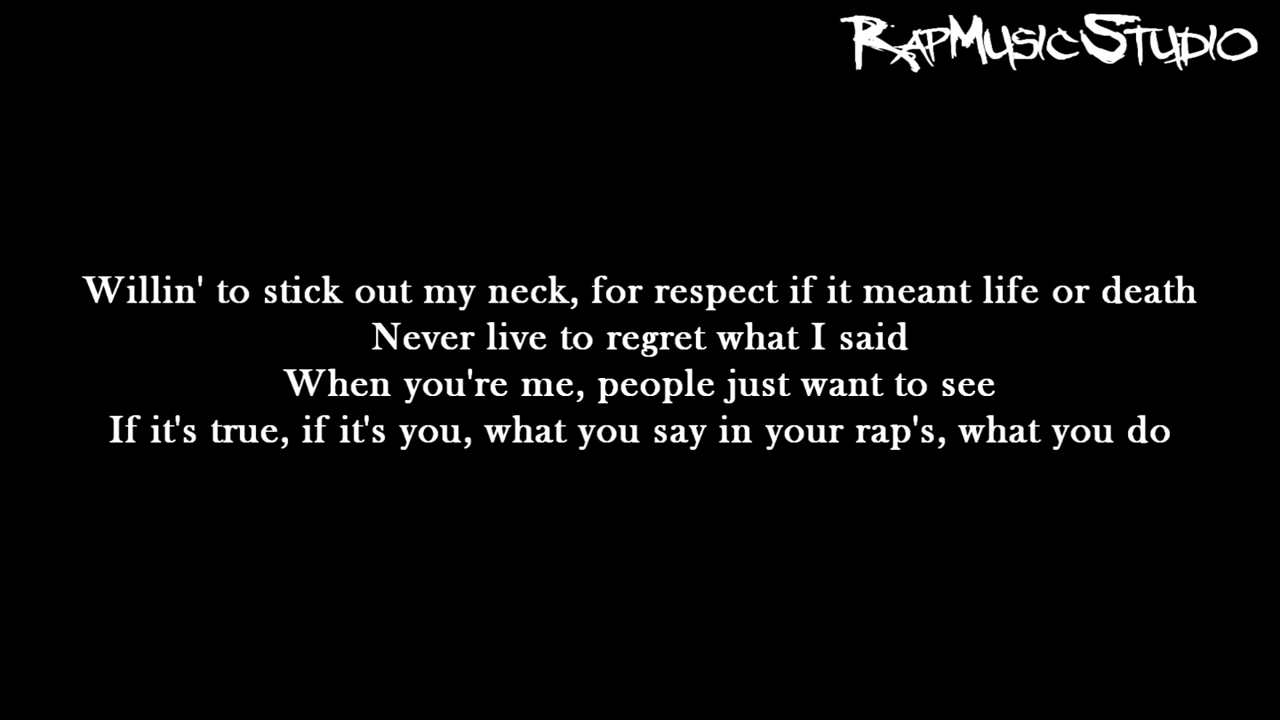 RapMusicStudio
Willin' to stick out my neck, for respect if it meant life or death
Never live to regret what I said
When you're me, people just want to see
If it's true, if it's you, what you say in your rap's, what you do